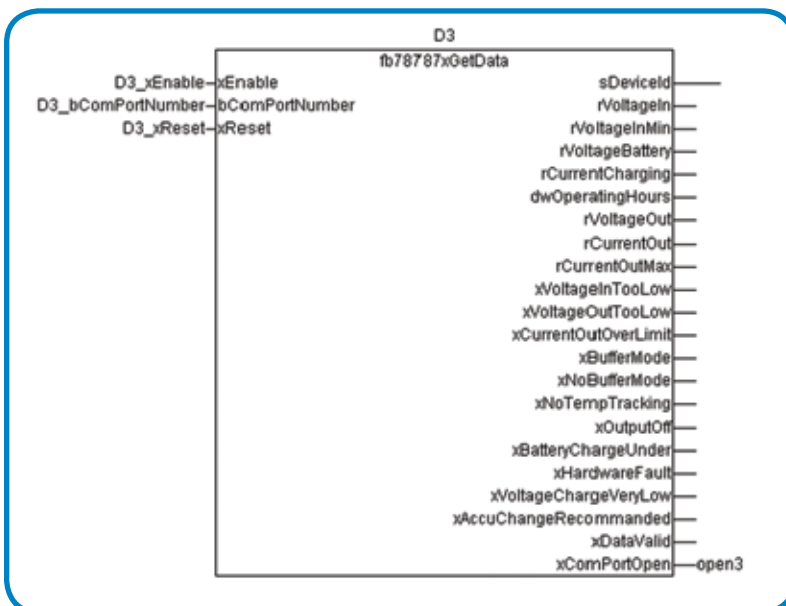 D3
fb78787xGetData
D3_xEnable xEnable sDeviceId
D3_bComPortNumber bComPortNumber rVoltageIn
D3_xReset xReset rVoltageInMin
rVoltageBattery
rCurrentCharging
dwOperatingHours
rVoltageOut
rCurrentOut
rCurrentOutMax
xVoltageInTooLow
xVoltageOutTooLow
xCurrentOutOverLimit
xBufferMode
xNoBufferMode
xNoTempTracking
xOutputOff
xBatteryChargeUnder
xHardwareFault
xVoltageChargeVeryLow
xAccuChangeRecommanded
xDataValid
xComPortOpen open3